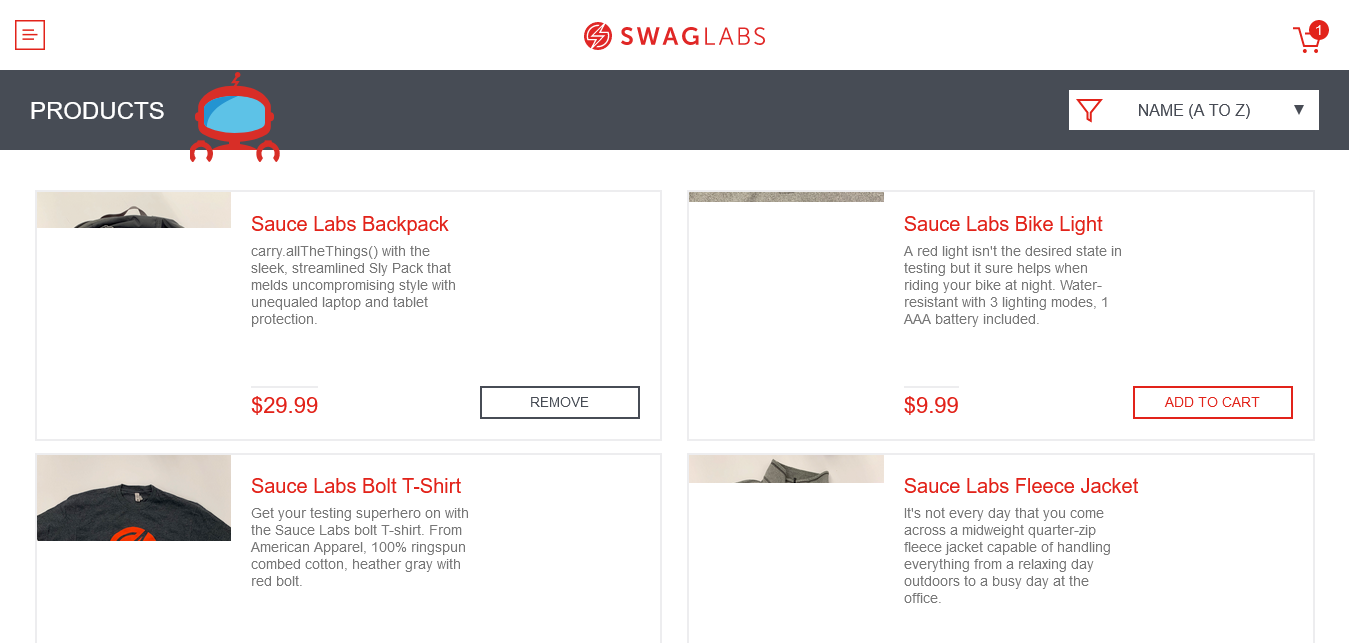 SWAGLABS
1
PRODUCTS
NAME (A TO Z)
Sauce Labs Backpack
carry.allTheThings() with the
sleek, streamlined Sly Pack that
melds uncompromising style with
unequaled laptop and tablet
protection.
$29.99
REMOVE
Sauce Labs Bike Light
A red light isn't the desired state in
testing but it sure helps when
riding your bike at night. Water-
resistant with 3 lighting modes, 1
AAA battery included.
$9.99
ADD TO CART
Sauce Labs Bolt T-Shirt
Get your testing superhero on with
the Sauce Labs bolt T-shirt. From
American Apparel, 100% ringspun
combed cotton, heather gray with
red bolt.
Sauce Labs Fleece Jacket
It's not every day that you come
across a midweight quarter-zip
fleece jacket capable of handling
everything from a relaxing day
outdoors to a busy day at the
office.